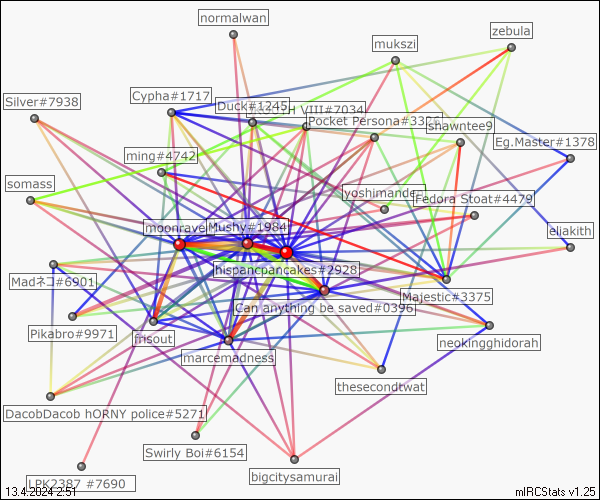 normalwan
zebula
mukszi
Silver#7938
Cypha#1717
Duck#1245
VIII#7034
Pocket Persona#33
shawntee9
Eg.Master#1378
ming#4742
somass
yoshimande
Fedora Stoat#4479
moonrave
Mushy#1984
eljakith
hispancpancakes#2928
Madネコ#6901
Majestic#3375
Can anything be saved#0396
Pikabro#9971
frisout
neokingghidorah
marcemadness
thesecondtwat
DacobDacob hORNY police#5271
Swirly Boi#6154
bigcitysamurai
LPK2387 #7690
13.4.2024 2:51
mIRCStats v1.25